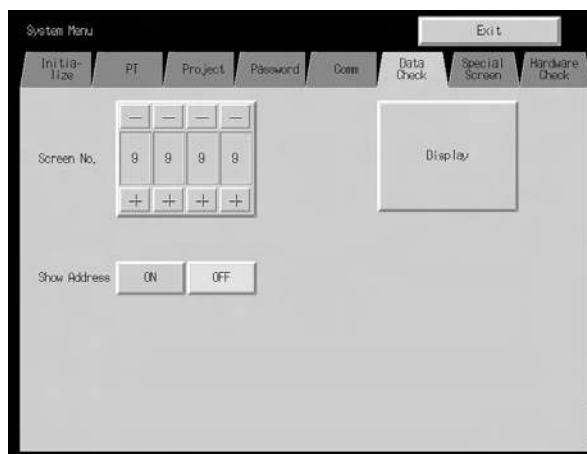 System Menu
Exit
Initia-
lize
PT
Project
Password
Comm
Data
Check
Special
Screen
Hardware
Check
－ － － －
Screen No.
9 9 9 9
Display
＋ ＋ ＋ ＋
Show Address
ON
OFF